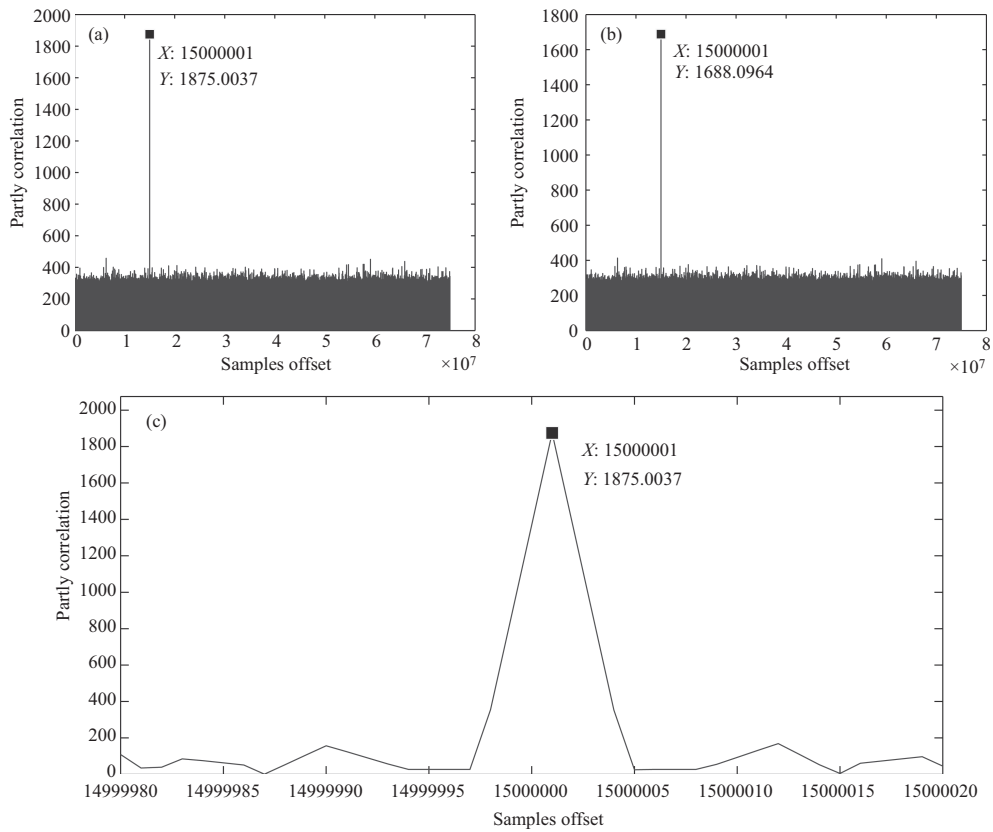 (a)
X: 15000001
Y: 1875.0037
2000
1800
1600
1400
1200
1000
800
600
400
200
0
Partly correlation
0 1 2 3 4 5 6 7 8
Samples offset
×10⁷
(b)
X: 15000001
Y: 1688.0964
1800
1600
1400
1200
1000
800
600
400
200
0
Partly correlation
0 1 2 3 4 5 6 7 8
Samples offset
×10⁷
(c)
X: 15000001
Y: 1875.0037
2000
1800
1600
1400
1200
1000
800
600
400
200
0
Partly correlation
14999980 14999985 14999990 14999995 15000000 15000005 15000010 15000015 15000020
Samples offset